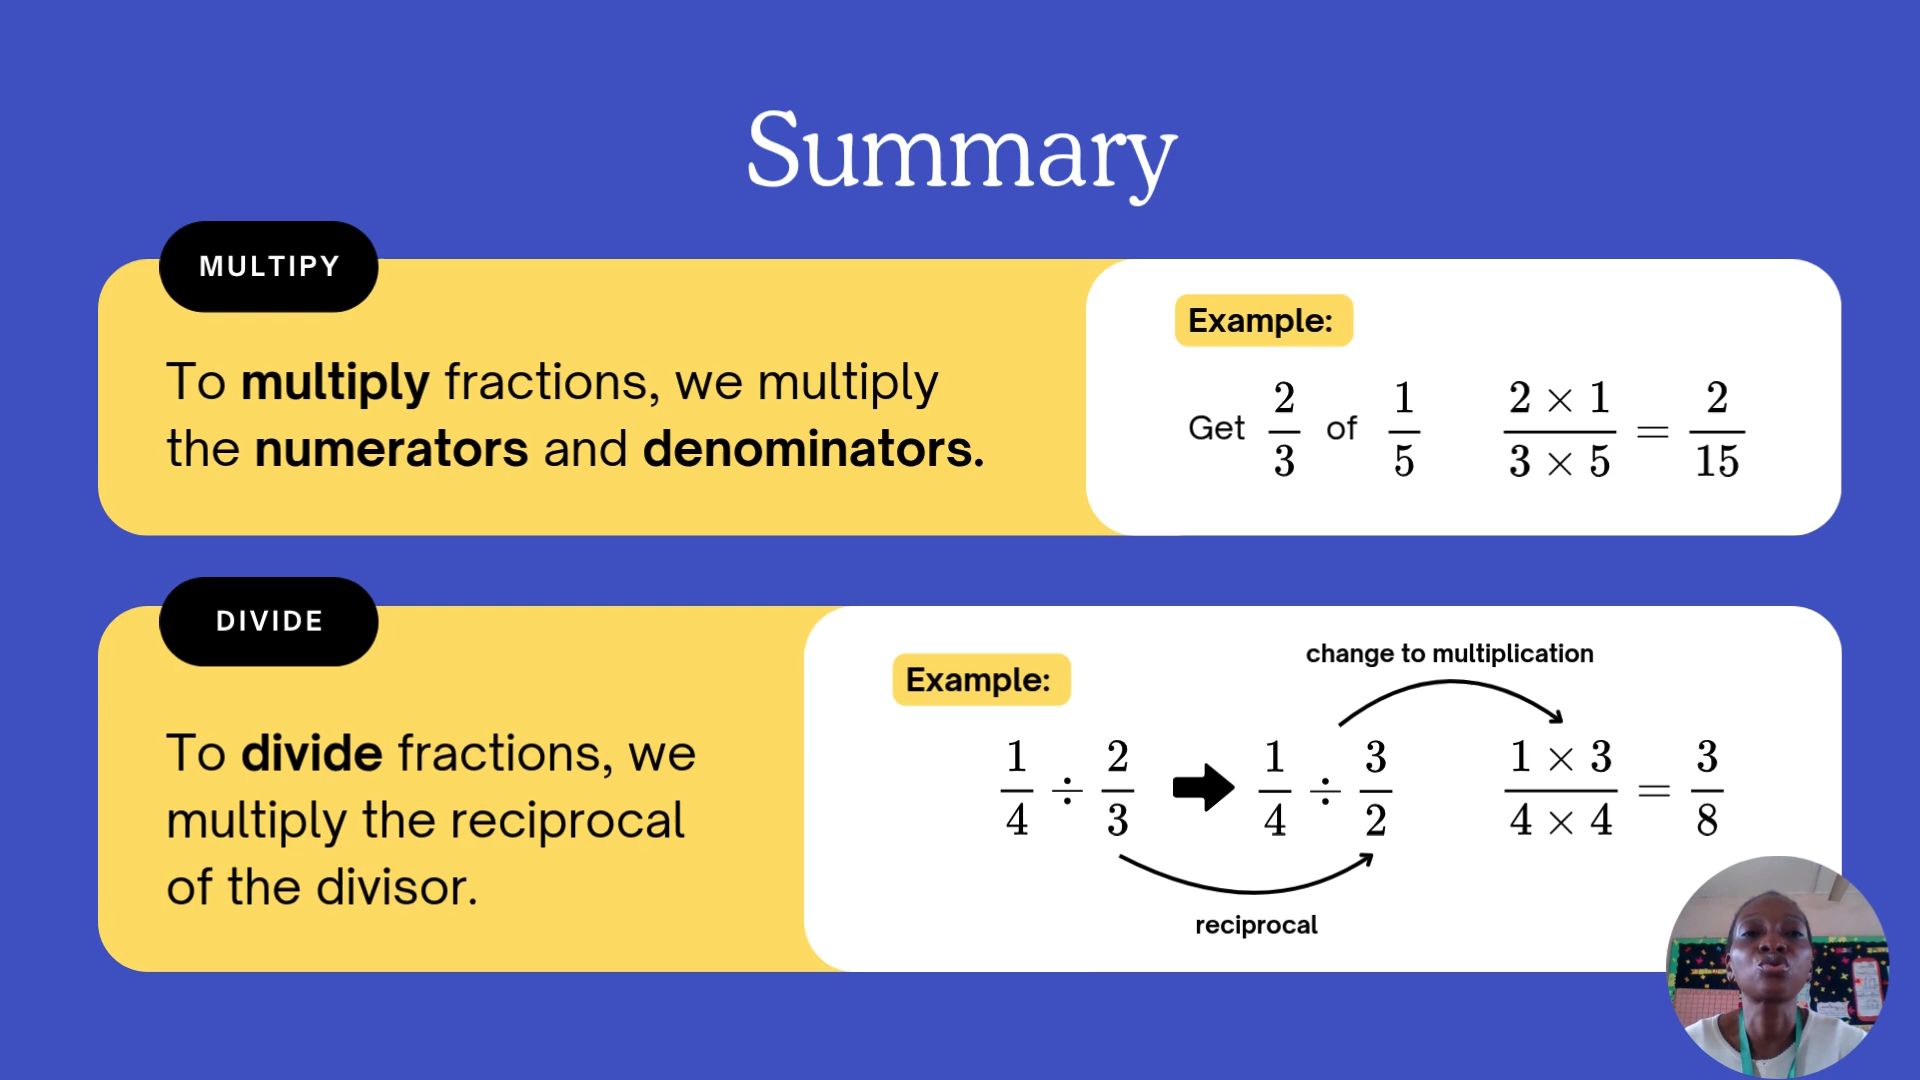 Summary
MULTIPY
To multiply fractions, we multiply
the numerators and denominators.
Example:
Get 2/3 of 1/5 (2 × 1)/(3 × 5) = 2/15
DIVIDE
To divide fractions, we
multiply the reciprocal
of the divisor.
Example:
change to multiplication
1/4 ÷ 2/3 ➡ 1/4 ÷ 3/2 (1 × 3)/(4 × 4) = 3/8
reciprocal